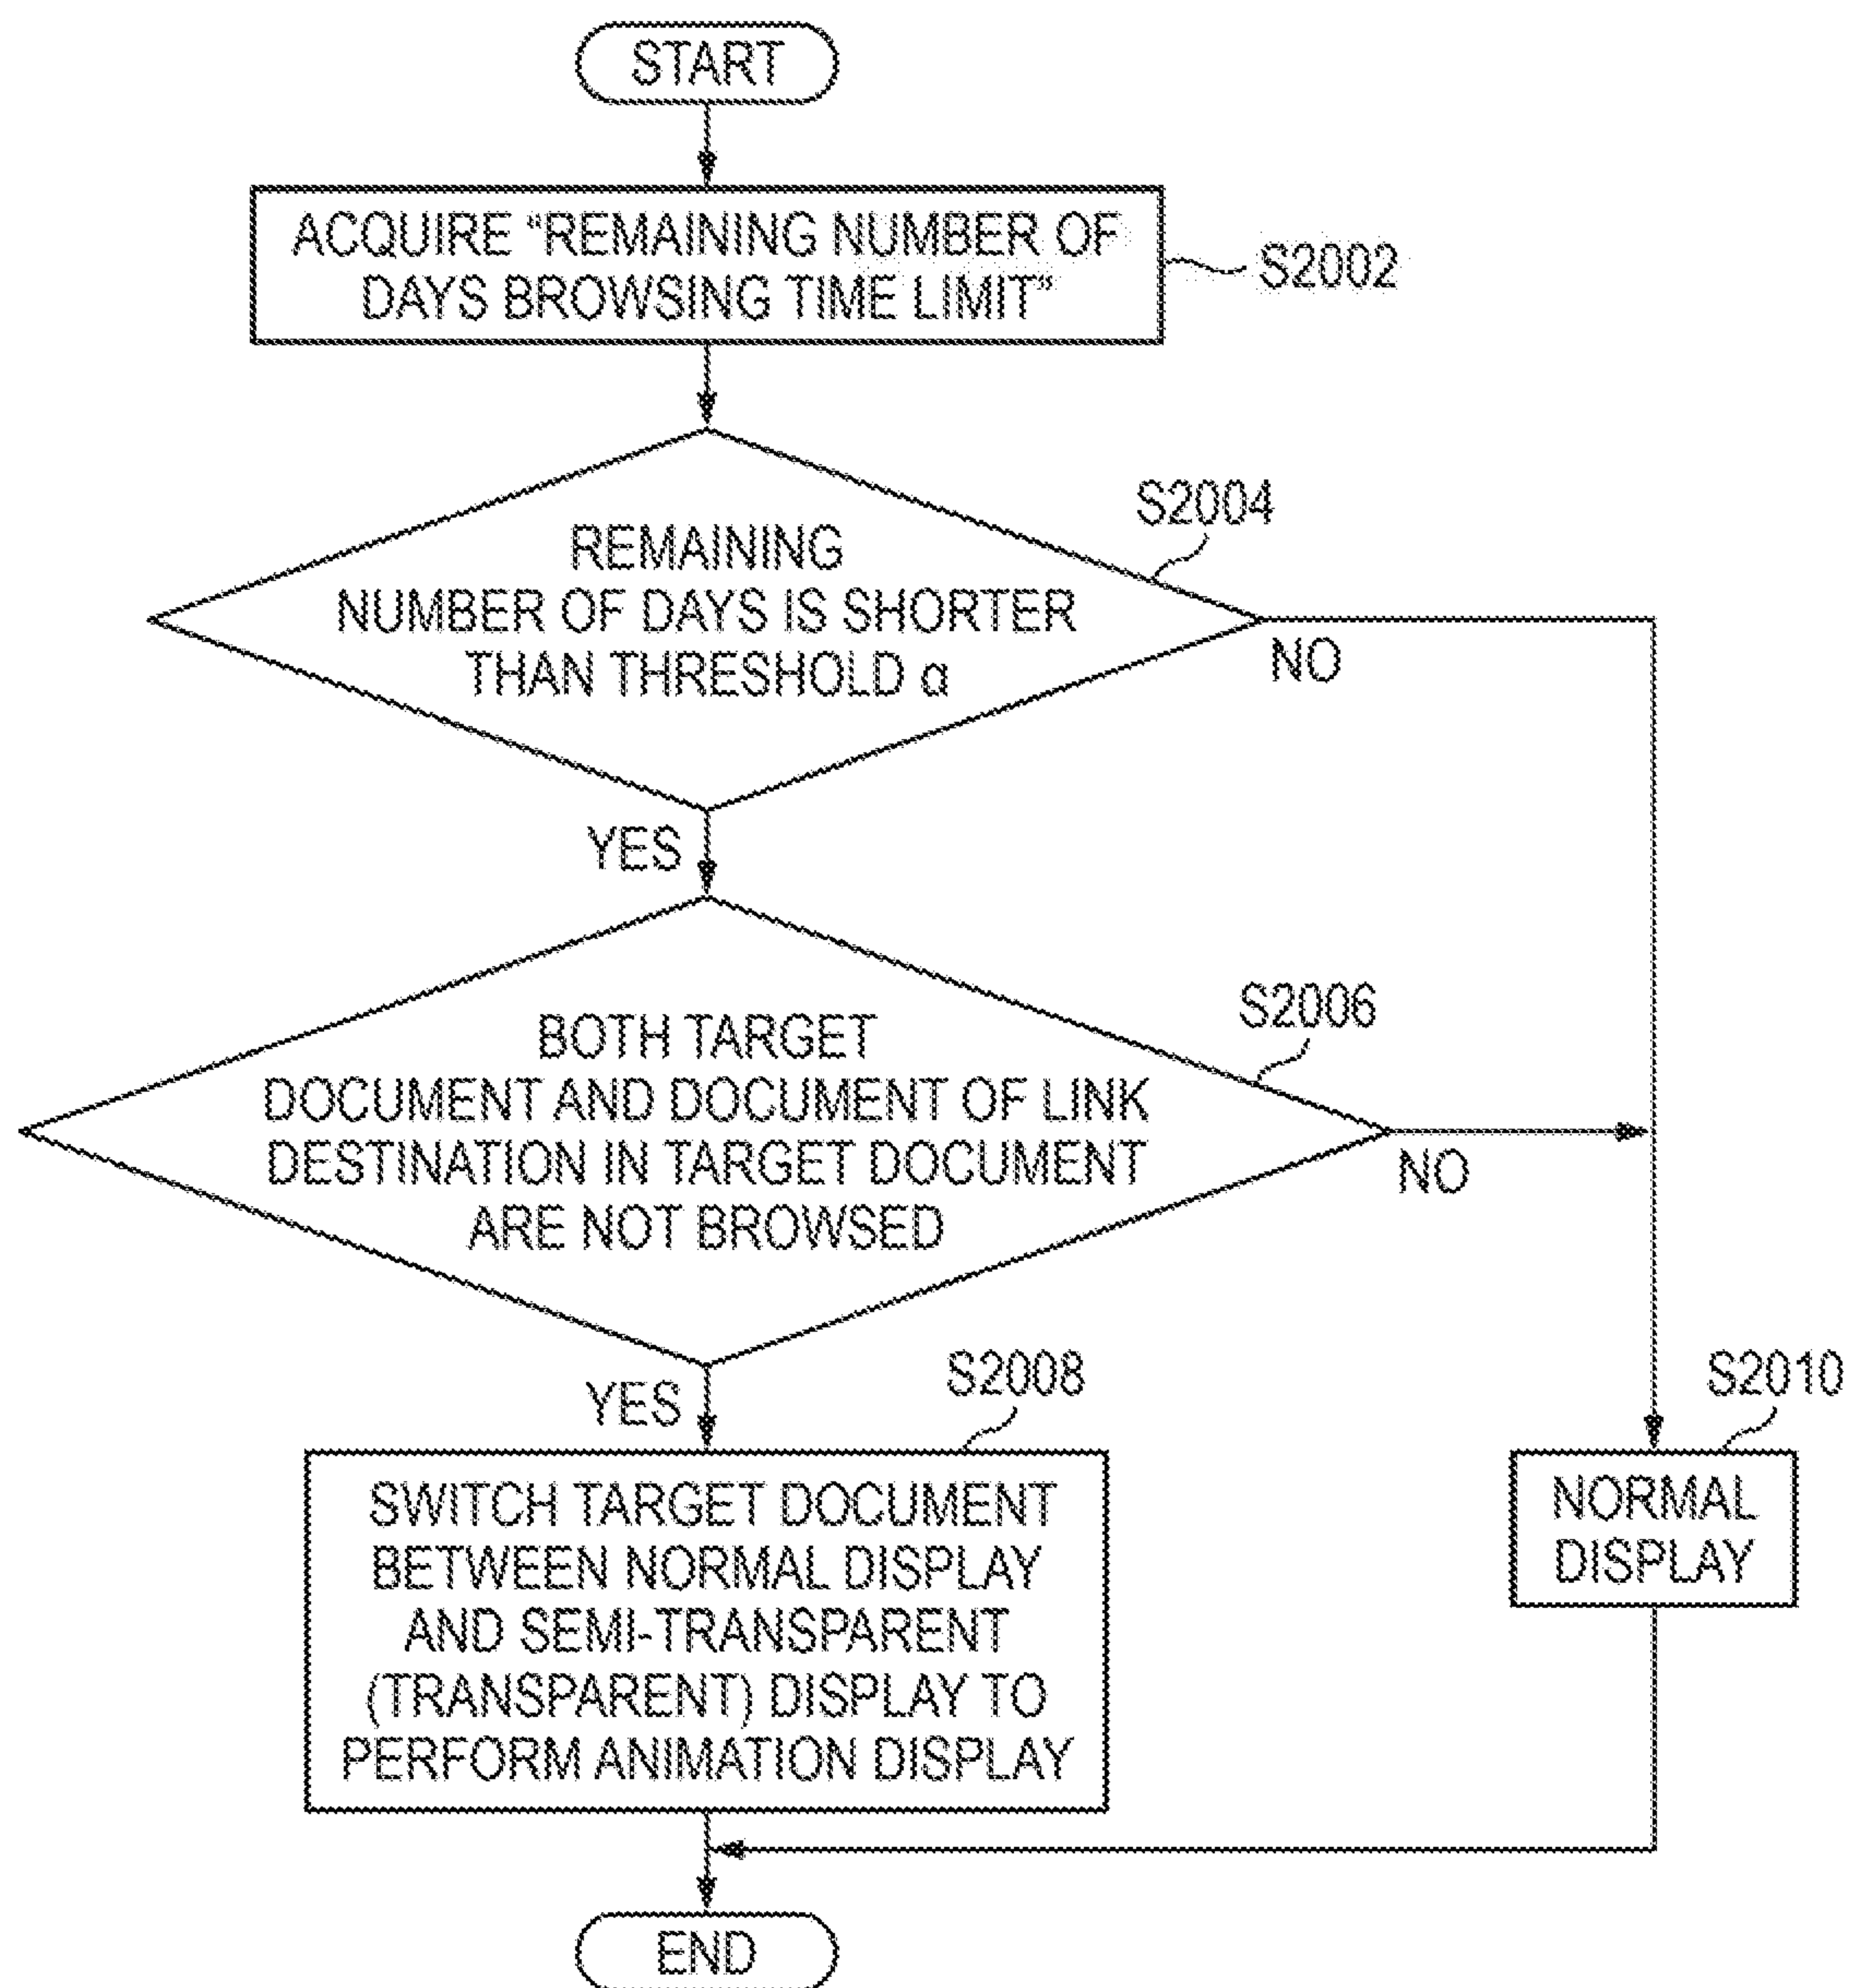 START
ACQUIRE “REMAINING NUMBER OF
DAYS BROWSING TIME LIMIT”
S2002
S2004
REMAINING
NUMBER OF DAYS IS SHORTER
THAN THRESHOLD α
NO
YES
S2006
BOTH TARGET
DOCUMENT AND DOCUMENT OF LINK
DESTINATION IN TARGET DOCUMENT
ARE NOT BROWSED
NO
YES
S2008
SWITCH TARGET DOCUMENT
BETWEEN NORMAL DISPLAY
AND SEMI-TRANSPARENT
(TRANSPARENT) DISPLAY TO
PERFORM ANIMATION DISPLAY
S2010
NORMAL
DISPLAY
END